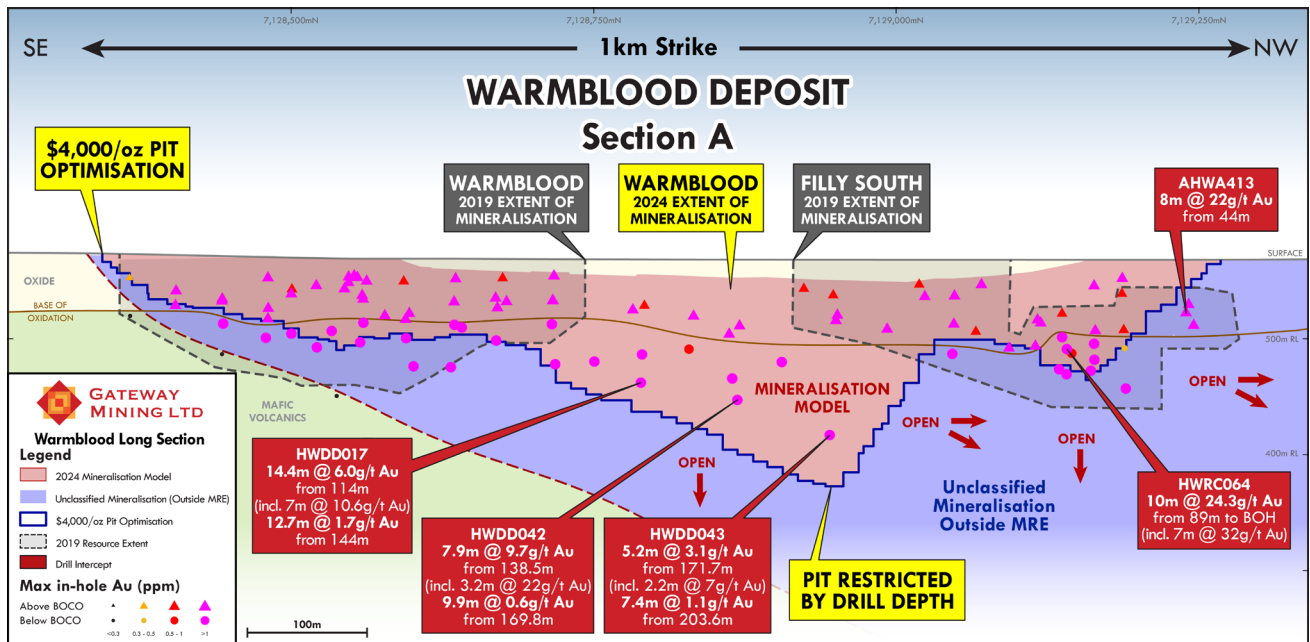 7,128,500mN
7,128,750mN
7,129,000mN
7,129,250mN
SE
1km Strike
NW
WARMBLOOD DEPOSIT
Section A
$4,000/oz PIT
OPTIMISATION
WARMBLOOD
2019 EXTENT OF
MINERALISATION
WARMBLOOD
2024 EXTENT OF
MINERALISATION
FILLY SOUTH
2019 EXTENT OF
MINERALISATION
AHWA413
8m @ 22g/t Au
from 44m
SURFACE
OXIDE
BASE OF
OXIDATION
500m RL
MINERALISATION
MODEL
OPEN
MAFIC
VOLCANICS
OPEN
OPEN
400m RL
OPEN
Unclassified
Mineralisation
Outside MRE
HWDD017
14.4m @ 6.0g/t Au
from 114m
(incl. 7m @ 10.6g/t Au)
12.7m @ 1.7g/t Au
from 144m
HWDD042
7.9m @ 9.7g/t Au
from 138.5m
(incl. 3.2m @ 22g/t Au)
9.9m @ 0.6g/t Au
from 169.8m
HWDD043
5.2m @ 3.1g/t Au
from 171.7m
(incl. 2.2m @ 7g/t Au)
7.4m @ 1.1g/t Au
from 203.6m
PIT RESTRICTED
BY DRILL DEPTH
HWRC064
10m @ 24.3g/t Au
from 89m to BOH
(incl. 7m @ 32g/t Au)
GATEWAY
MINING LTD
Warmblood Long Section
Legend
2024 Mineralisation Model
Unclassified Mineralisation (Outside MRE)
$4,000/oz Pit Optimisation
2019 Resource Extent
Drill Intercept
Max in-hole Au (ppm)
Above BOCO
Below BOCO
<0.3 0.3 - 0.5 0.5 - 1 >1
100m